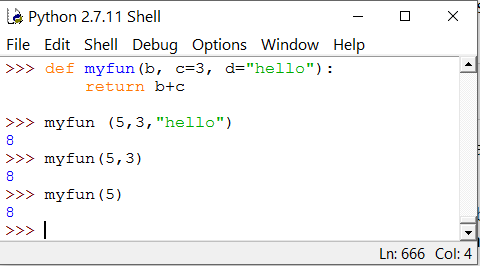 Python 2.7.11 Shell
File Edit Shell Debug Options Window Help
>>> def myfun(b, c=3, d="hello"):
        return b+c

>>> myfun (5,3,"hello")
8
>>> myfun(5,3)
8
>>> myfun(5)
8
>>>
Ln: 666 Col: 4